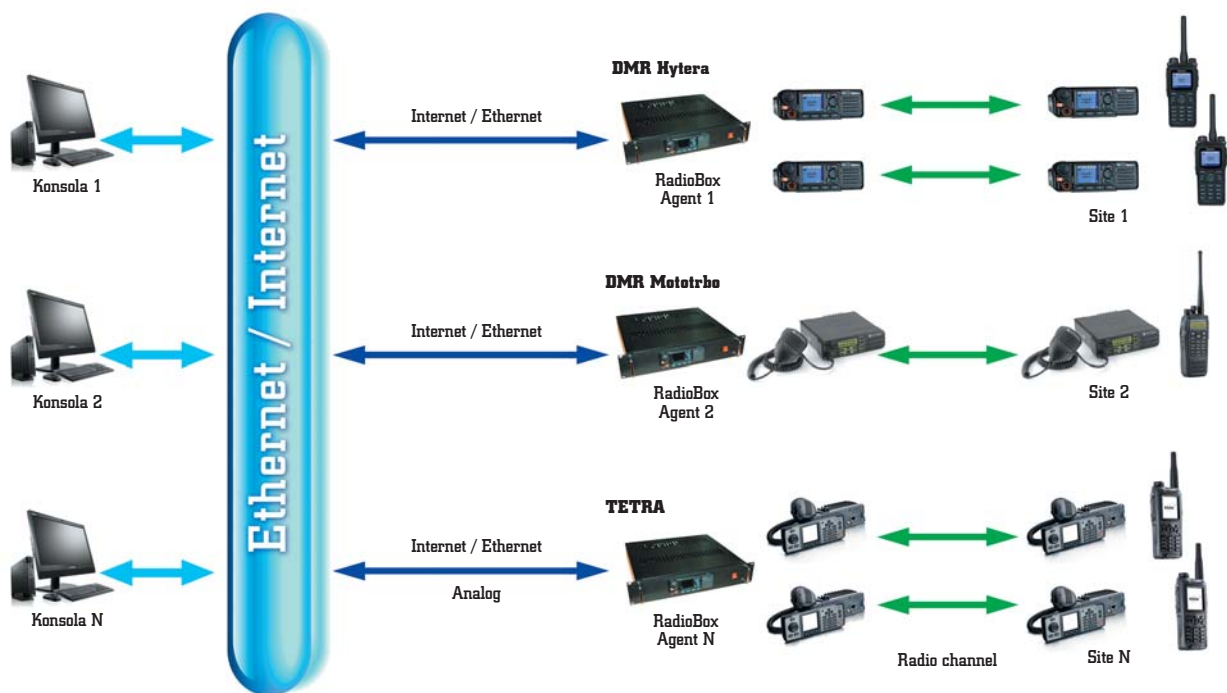 DMR Hytera
Internet / Ethernet
Konsola 1
RadioBox
Agent 1
Site 1
Ethernet / Internet
DMR Mototrbo
Internet / Ethernet
Konsola 2
RadioBox
Agent 2
Site 2
TETRA
Internet / Ethernet
Analog
Konsola N
RadioBox
Agent N
Radio channel
Site N